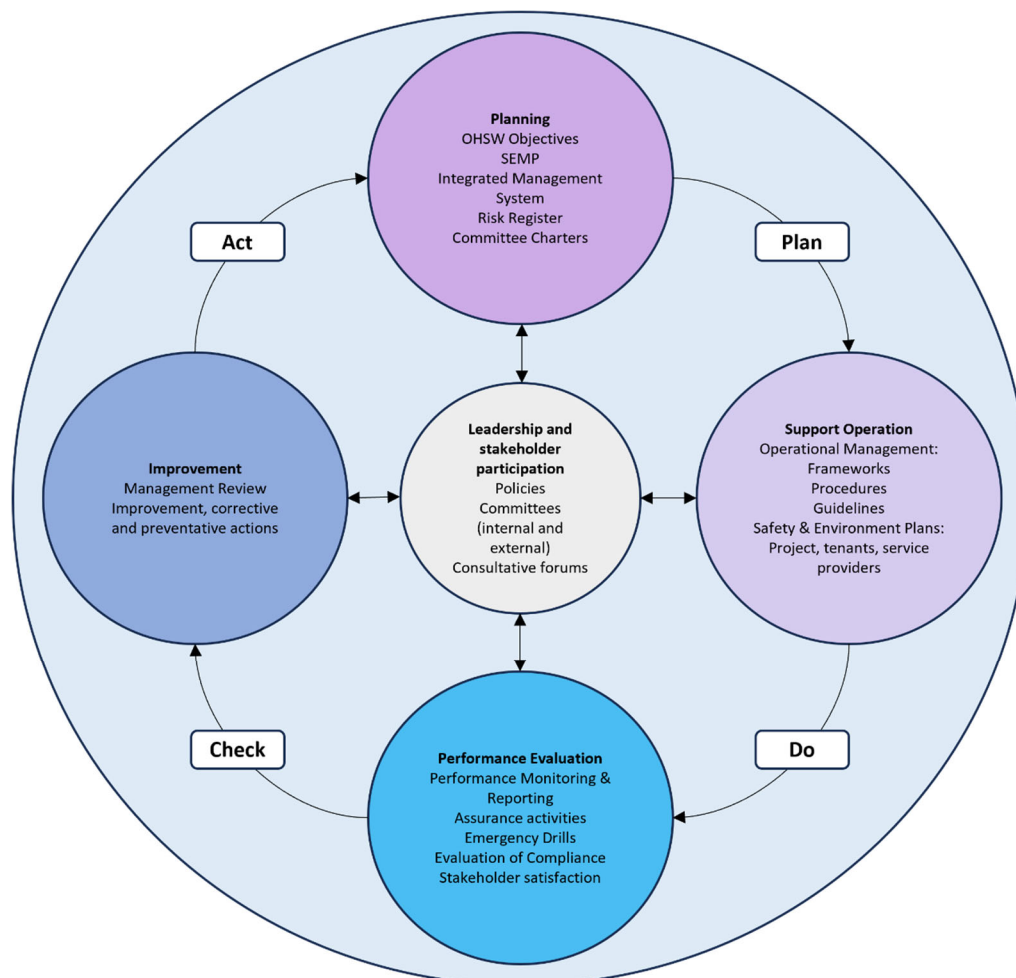 Planning
OHSW Objectives
SEMP
Integrated Management
System
Risk Register
Committee Charters
Act
Plan
Leadership and
stakeholder
participation
Policies
Committees
(internal and
external)
Consultative forums
Improvement
Management Review
Improvement, corrective
and preventative actions
Support Operation
Operational Management:
Frameworks
Procedures
Guidelines
Safety & Environment Plans:
Project, tenants, service
providers
Check
Do
Performance Evaluation
Performance Monitoring &
Reporting
Assurance activities
Emergency Drills
Evaluation of Compliance
Stakeholder satisfaction